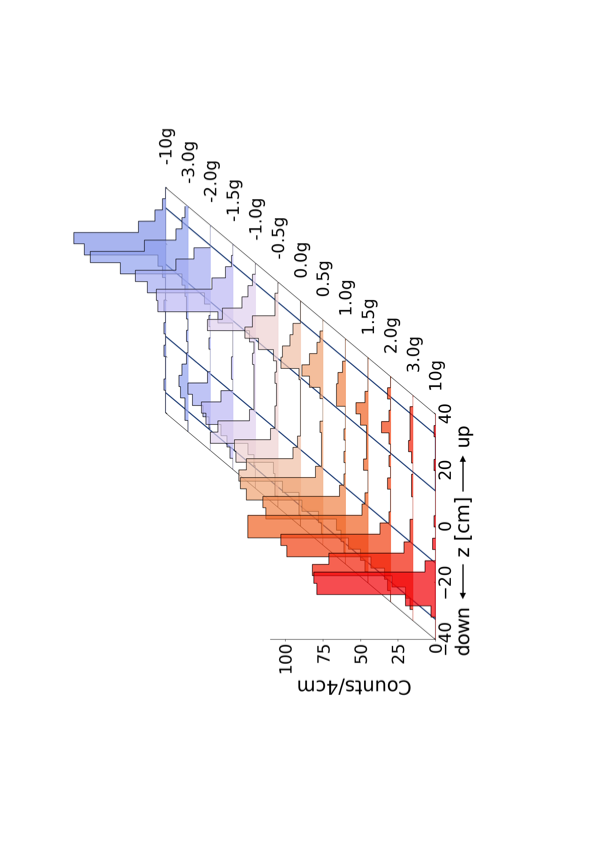 -10g
-3.0g
-2.0g
-1.5g
-1.0g
-0.5g
0.0g
0.5g
1.0g
1.5g
2.0g
3.0g
10g
100
75
50
25
0
Counts/4cm
−40
−20
0
20
40
down ← z [cm] → up